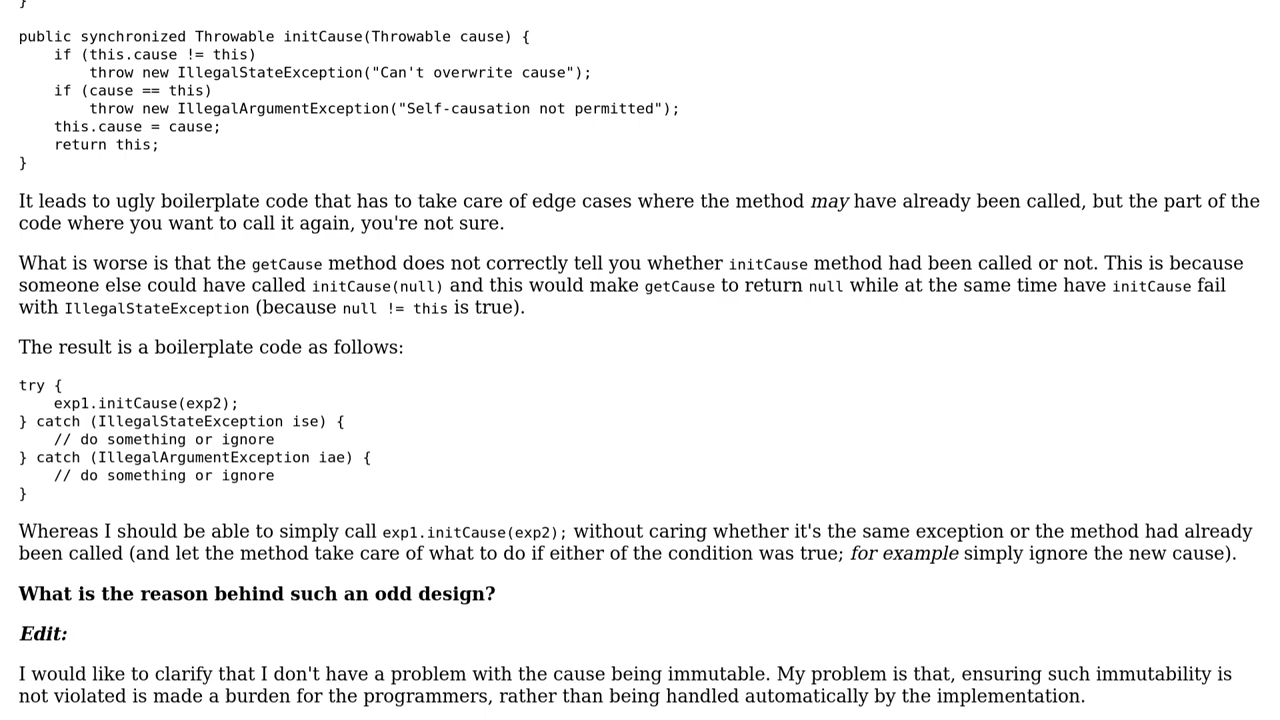 }
public synchronized Throwable initCause(Throwable cause) {
    if (this.cause != this)
        throw new IllegalStateException("Can't overwrite cause");
    if (cause == this)
        throw new IllegalArgumentException("Self-causation not permitted");
    this.cause = cause;
    return this;
}
It leads to ugly boilerplate code that has to take care of edge cases where the method may have already been called, but the part of the
code where you want to call it again, you're not sure.
What is worse is that the getCause method does not correctly tell you whether initCause method had been called or not. This is because
someone else could have called initCause(null) and this would make getCause to return null while at the same time have initCause fail
with IllegalStateException (because null != this is true).
The result is a boilerplate code as follows:
try {
    exp1.initCause(exp2);
} catch (IllegalStateException ise) {
    // do something or ignore
} catch (IllegalArgumentException iae) {
    // do something or ignore
}
Whereas I should be able to simply call exp1.initCause(exp2); without caring whether it's the same exception or the method had already
been called (and let the method take care of what to do if either of the condition was true; for example simply ignore the new cause).
What is the reason behind such an odd design?
Edit:
I would like to clarify that I don't have a problem with the cause being immutable. My problem is that, ensuring such immutability is
not violated is made a burden for the programmers, rather than being handled automatically by the implementation.